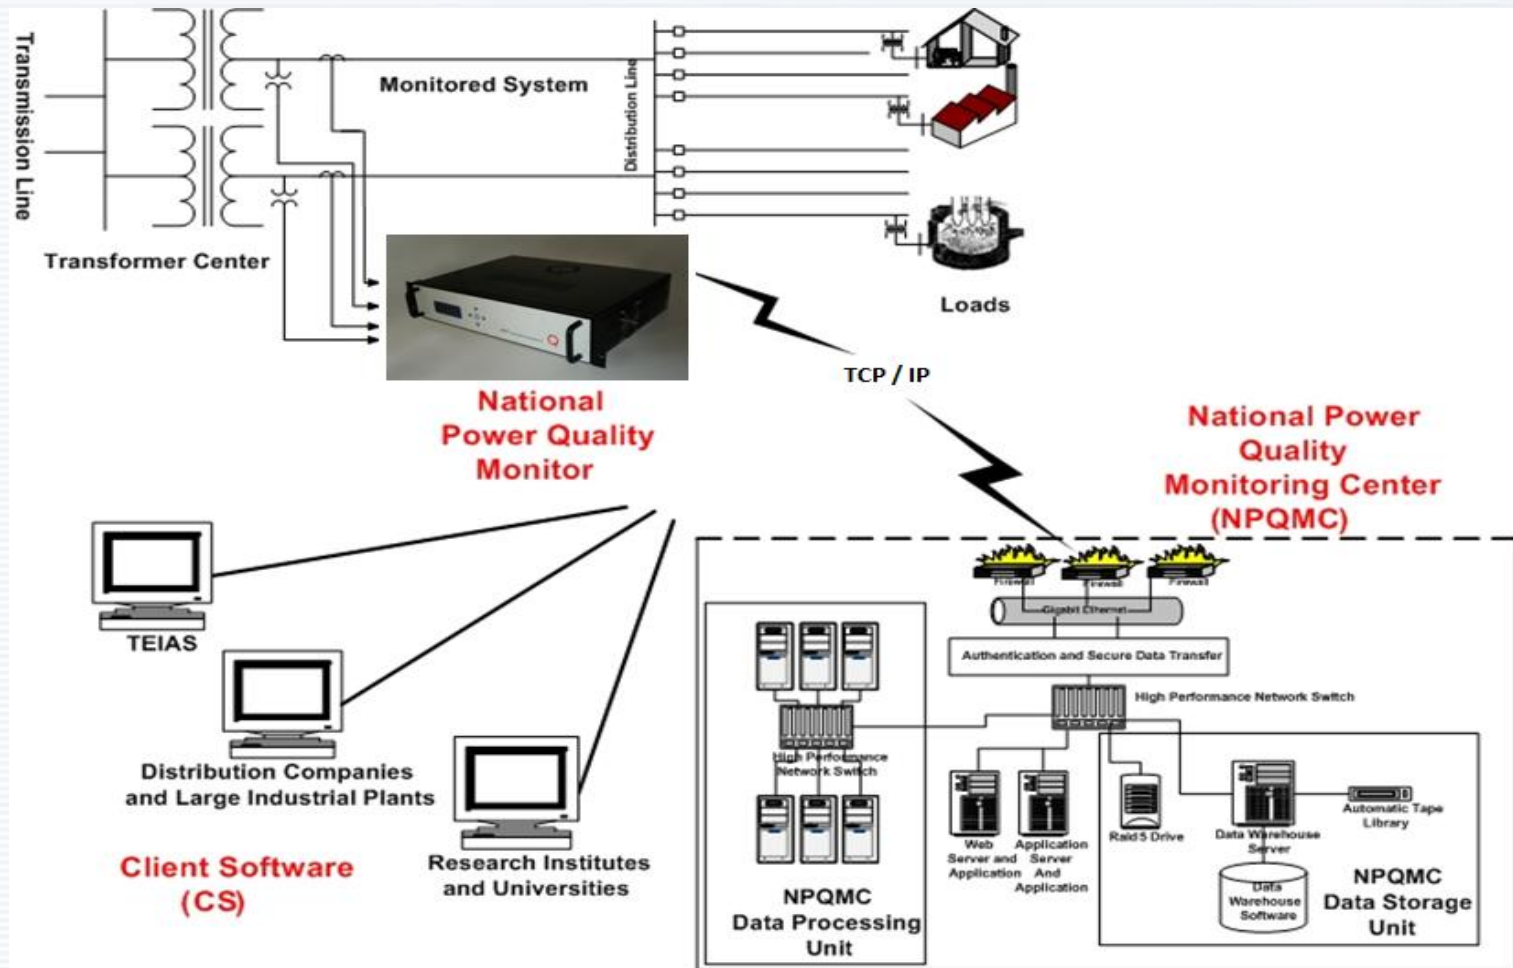 Transmission Line
Monitored System
Distribution Line
Transformer Center
Loads
TCP / IP
National
Power Quality
Monitor
National Power
Quality
Monitoring Center
(NPQMC)
TEIAS
Distribution Companies
and Large Industrial Plants
Research Institutes
and Universities
Client Software
(CS)
Firewall
Firewall
Firewall
Gigabit Ethernet
Authentication and Secure Data Transfer
High Performance Network Switch
High Performance
Network Switch
NPQMC
Data Processing
Unit
Web
Server and
Application
Application
Server
And
Application
Raid 5 Drive
Data Warehouse
Server
Automatic Tape
Library
Data
Warehouse
Software
NPQMC
Data Storage
Unit